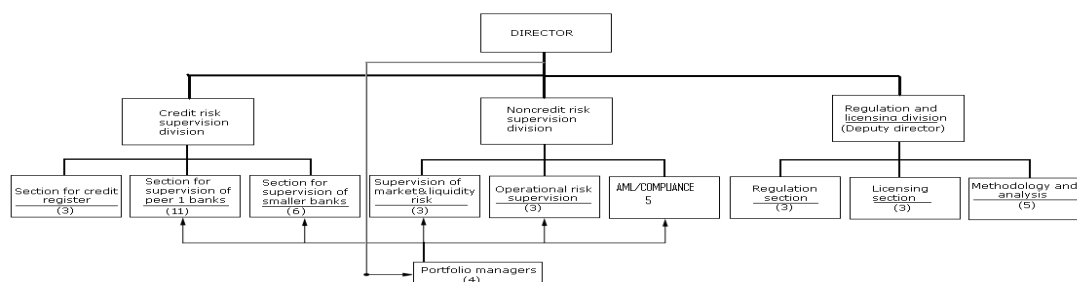 DIRECTOR
Credit risk
supervision
division
Noncredit risk
supervision
division
Regulation and
licensing division
(Deputy director)
Section for credit
register
(3)
Section for
supervision of
peer 1 banks
(11)
Section for
supervision of
smaller banks
(6)
Supervision of
market&liquidity
risk
(3)
Operational risk
supervision
(3)
AML/COMPLIANCE
5
Regulation
section
(3)
Licensing
section
(3)
Methodology and
analysis
(5)
Portfolio managers
(4)